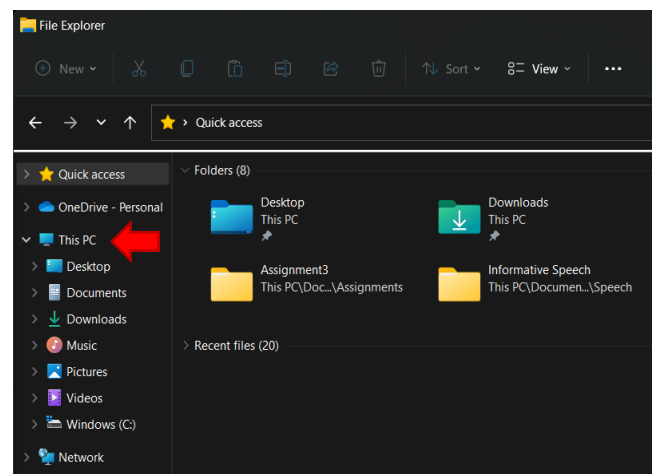 File Explorer
New
Sort
View
Quick access
Quick access
OneDrive - Personal
This PC
Desktop
Documents
Downloads
Music
Pictures
Videos
Windows (C:)
Network
Folders (8)
Desktop
This PC
Downloads
This PC
Assignment3
This PC\Doc...\Assignments
Informative Speech
This PC\Documen...\Speech
Recent files (20)